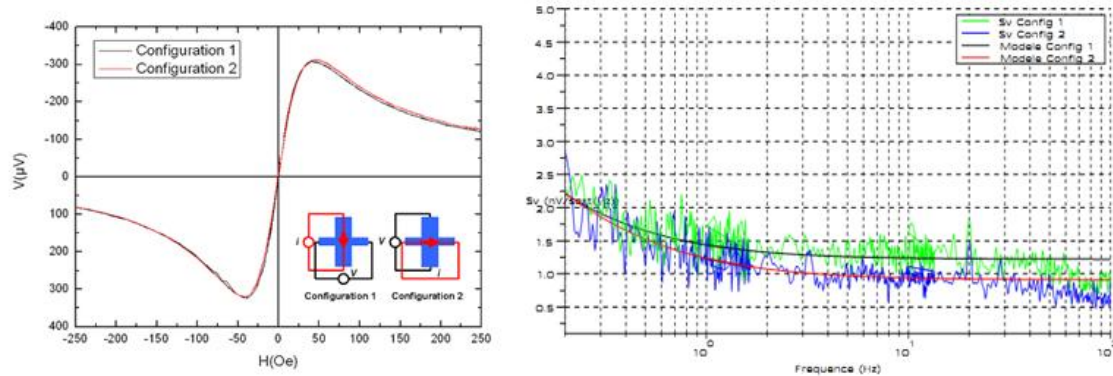 -400
-300
-200
-100
0
100
200
300
400
V(µV)
Configuration 1
Configuration 2
i
V
Configuration 1
V
i
Configuration 2
-250 -200 -150 -100 -50 0 50 100 150 200 250
H(Oe)
5.0
4.5
4.0
3.5
3.0
2.5
2.0
1.5
1.0
0.5
Sv Config 1
Sv Config 2
Modele Config 1
Modele Config 2
10⁰ 10¹
Frequence (Hz)